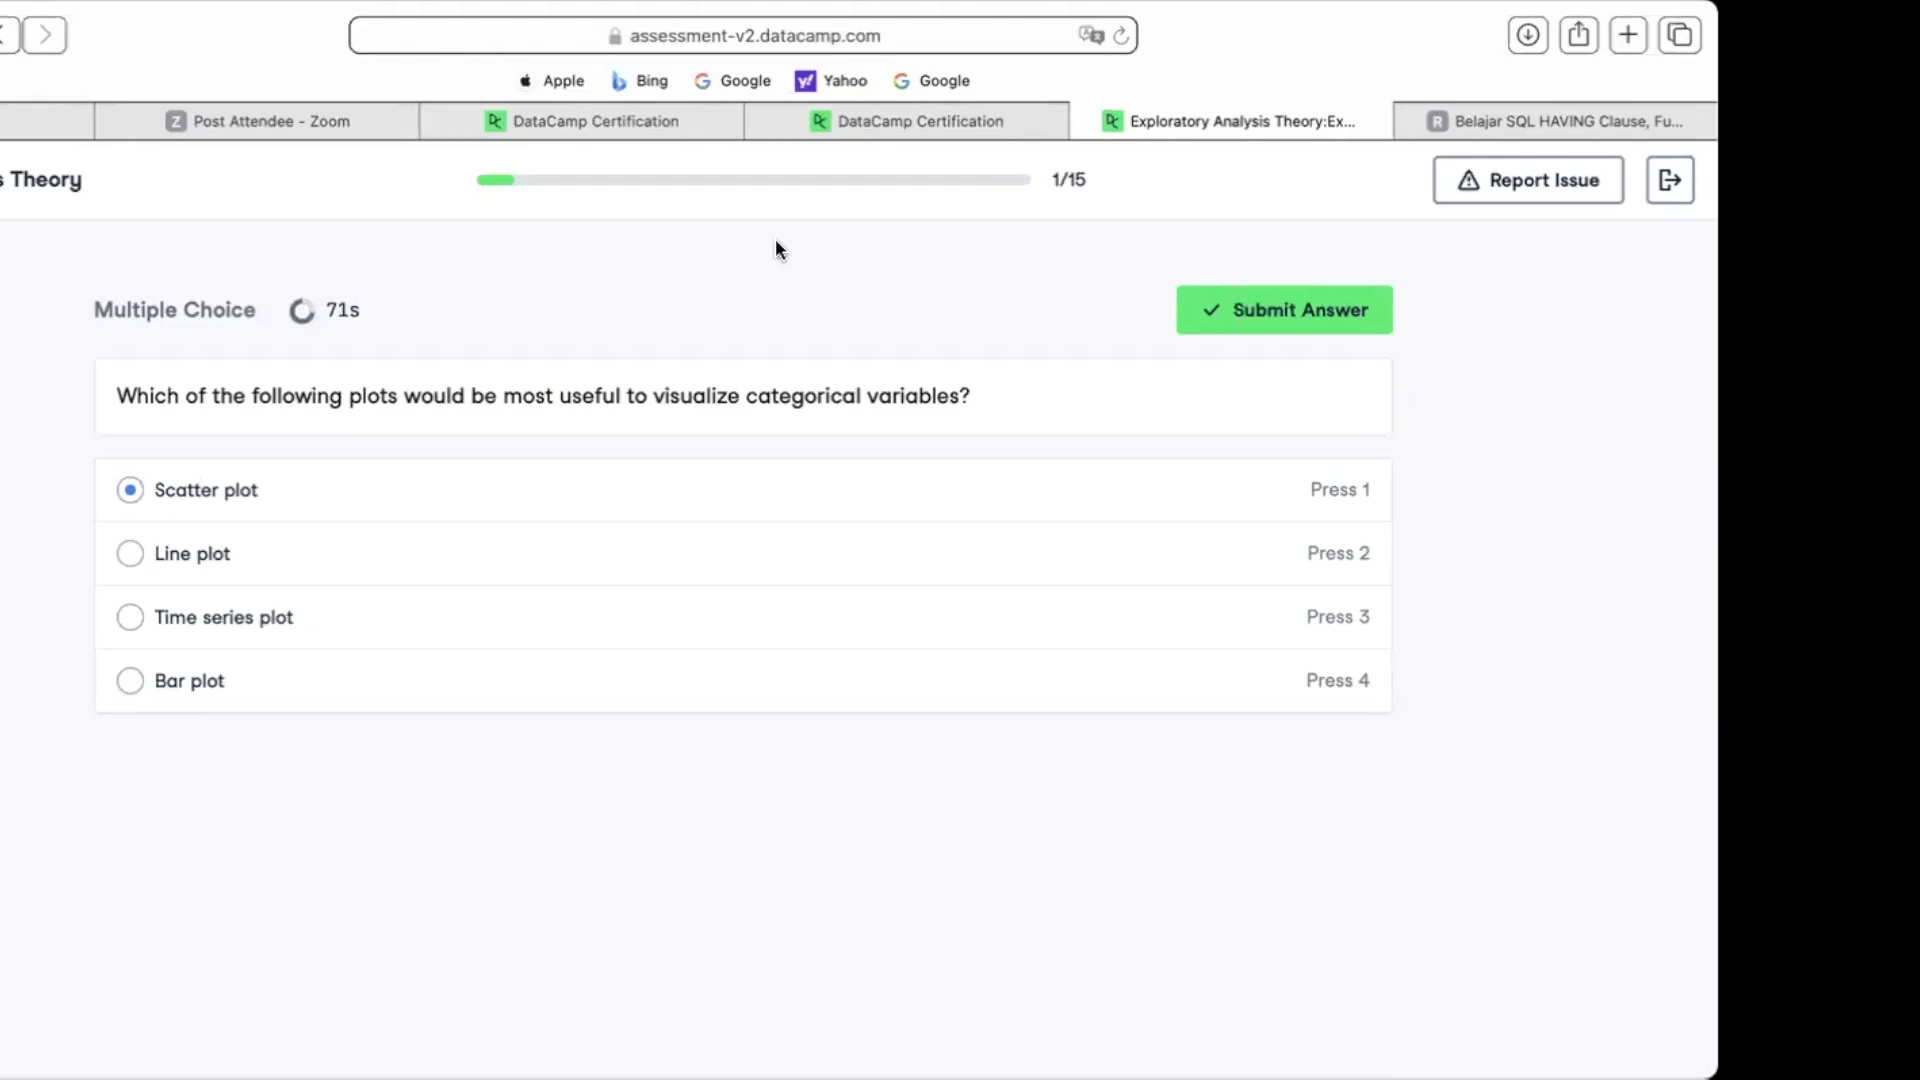 assessment-v2.datacamp.com
Apple Bing Google Yahoo Google
Post Attendee - Zoom DataCamp Certification DataCamp Certification Exploratory Analysis Theory:Ex... Belajar SQL HAVING Clause, Fu...
s Theory 1/15 Report Issue
Multiple Choice 71s Submit Answer
Which of the following plots would be most useful to visualize categorical variables?
Scatter plot Press 1
Line plot Press 2
Time series plot Press 3
Bar plot Press 4